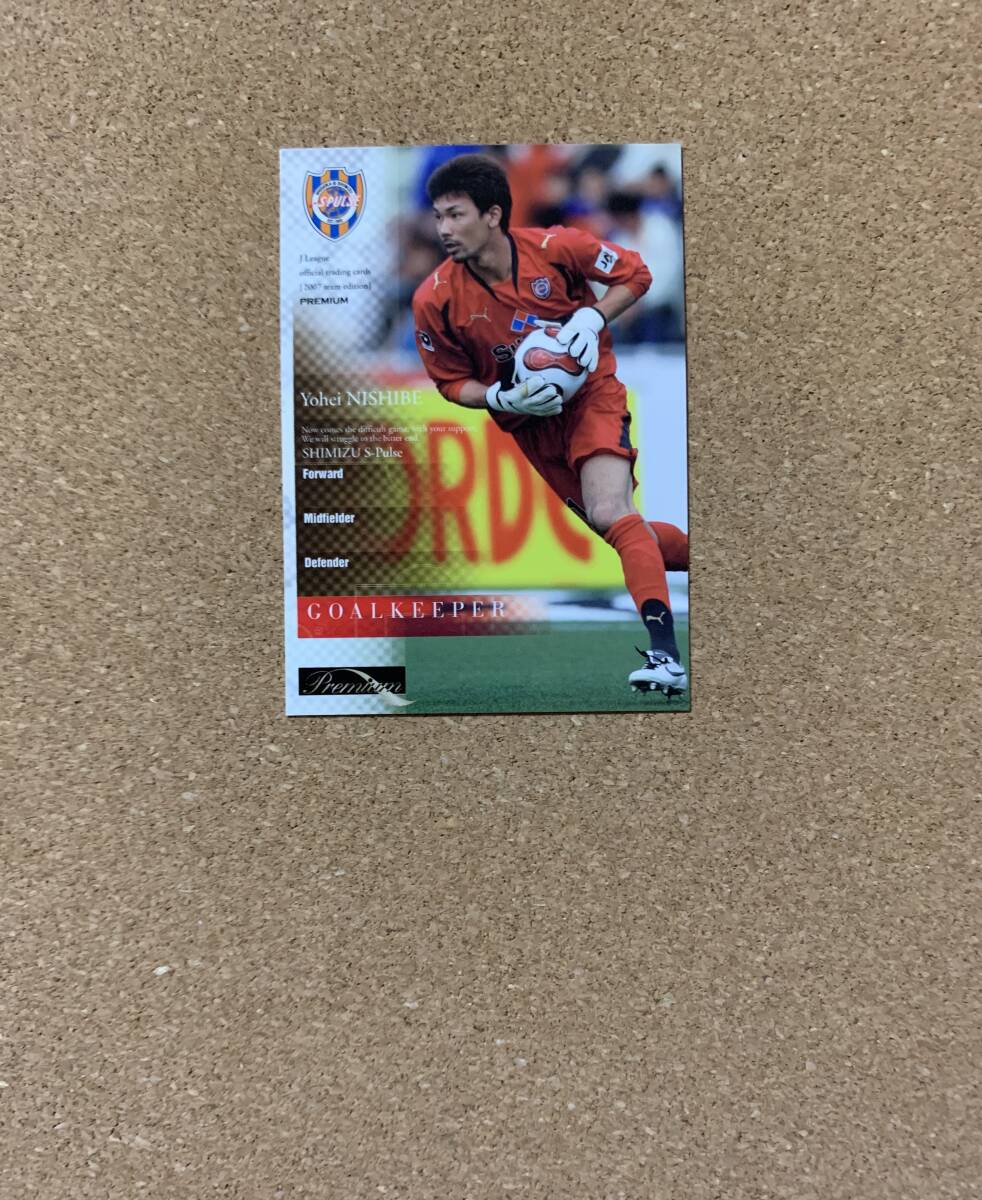 S-PULSE
J League
official trading cards
[ 2007 team edition]
PREMIUM
Yohei NISHIBE
Now comes the difficult game. With your support,
We will struggle to the bitter end.
SHIMIZU S-Pulse
Forward
Midfielder
Defender
GOALKEEPER
Premium